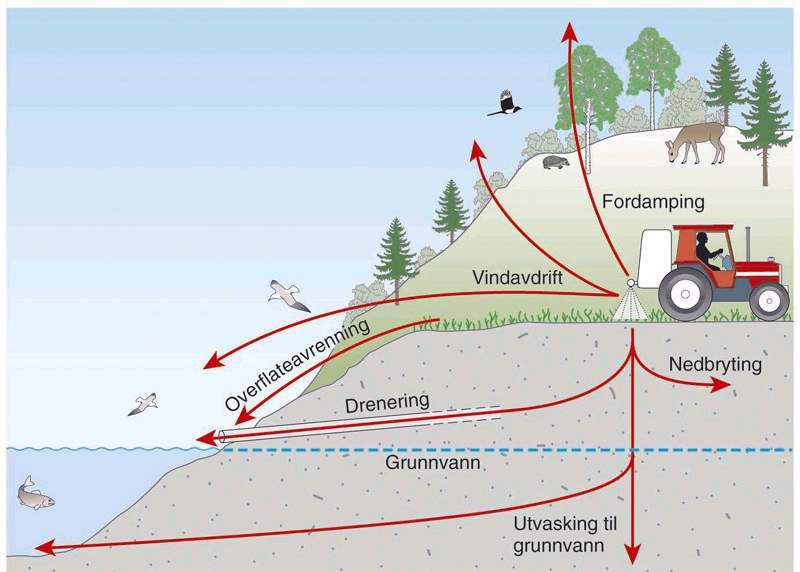 Fordamping
Vindavdrift
Overflateavrenning
Nedbryting
Drenering
Grunnvann
Utvasking til
grunnvann